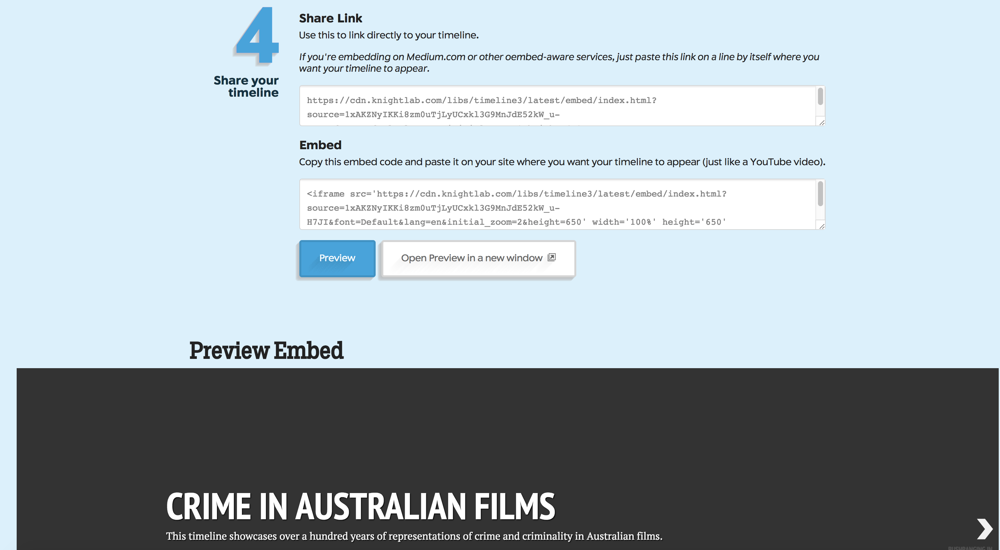 4
Share your
timeline
Share Link
Use this to link directly to your timeline.
If you're embedding on Medium.com or other oembed-aware services, just paste this link on a line by itself where you
want your timeline to appear.
https://cdn.knightlab.com/libs/timeline3/latest/embed/index.html?
source=1xAKZNyIKKi8zm0uTjLyUCxkl3G9MnJdE52kW_u-
Embed
Copy this embed code and paste it on your site where you want your timeline to appear (just like a YouTube video).
<iframe src='https://cdn.knightlab.com/libs/timeline3/latest/embed/index.html?
source=1xAKZNyIKKi8zm0uTjLyUCxkl3G9MnJdE52kW_u-
H7JI&font=Default&lang=en&initial_zoom=2&height=650' width='100%' height='650'
Preview
Open Preview in a new window
Preview Embed
CRIME IN AUSTRALIAN FILMS
This timeline showcases over a hundred years of representations of crime and criminality in Australian films.